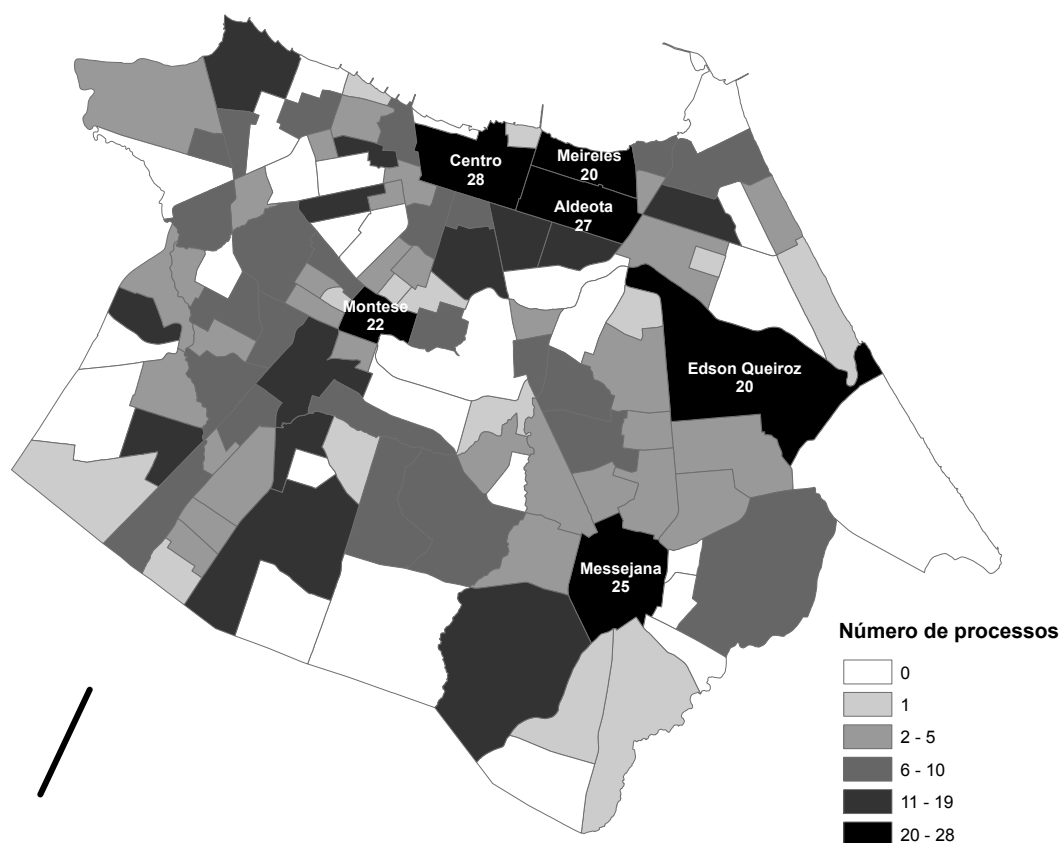 Centro
28
Meireles
20
Aldeota
27
Montese
22
Edson Queiroz
20
Messejana
25
Número de processos
0
1
2 - 5
6 - 10
11 - 19
20 - 28